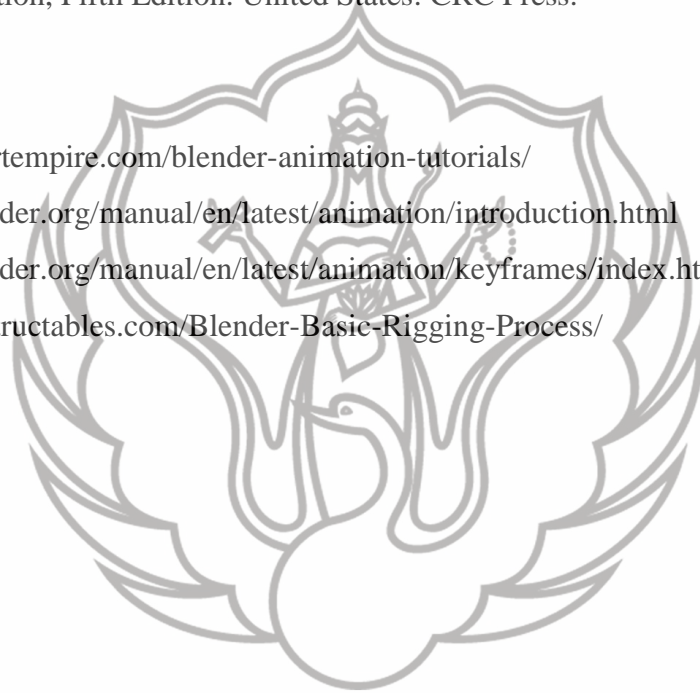 tion, Fifth Edition. United States: CRC Press.
rtempire.com/blender-animation-tutorials/
der.org/manual/en/latest/animation/introduction.html
der.org/manual/en/latest/animation/keyframes/index.ht
ructables.com/Blender-Basic-Rigging-Process/